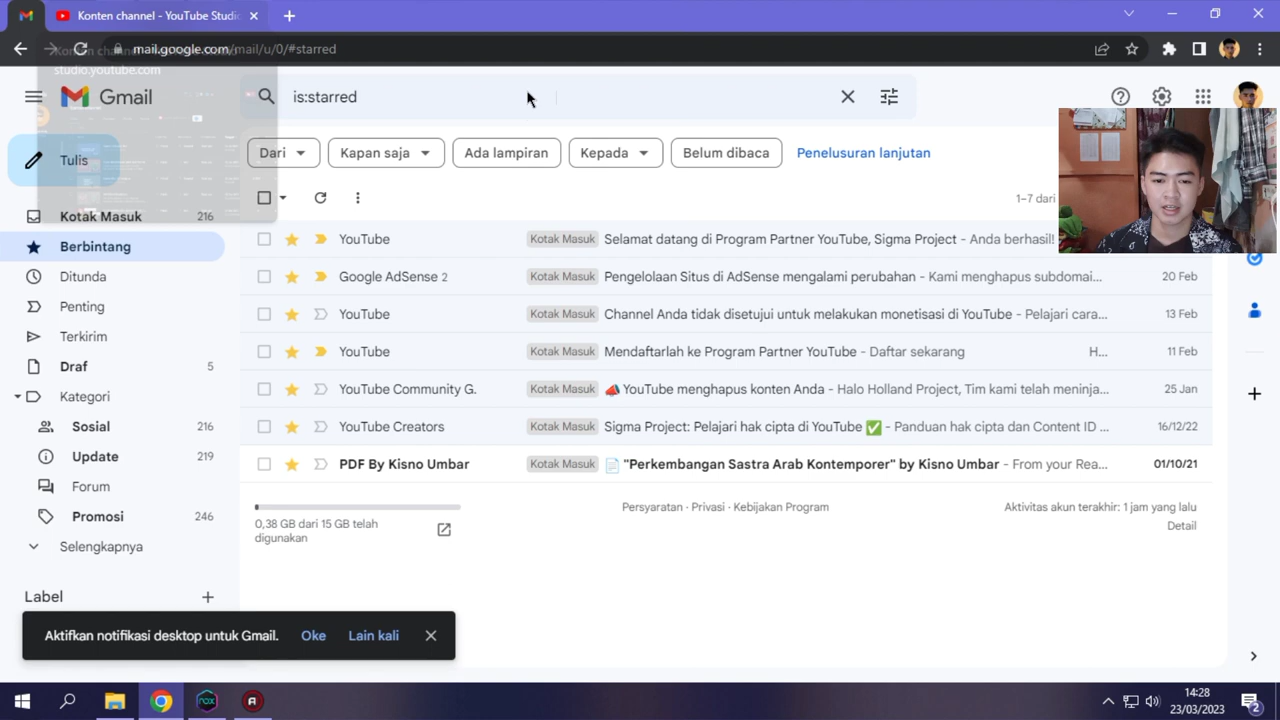 Konten channel - YouTube Studio
mail.google.com/mail/u/0/#starred
Konten channel
studio.youtube.com
Gmail
is:starred
Tulis
Dari
Kapan saja
Ada lampiran
Kepada
Belum dibaca
Penelusuran lanjutan
1–7 dari
Kotak Masuk 216
Berbintang
Ditunda
Penting
Terkirim
Draf 5
Kategori
Sosial 216
Update 219
Forum
Promosi 246
Selengkapnya
Label
YouTube Kotak Masuk Selamat datang di Program Partner YouTube, Sigma Project - Anda berhasil!
Google AdSense 2 Kotak Masuk Pengelolaan Situs di AdSense mengalami perubahan - Kami menghapus subdomai... 20 Feb
YouTube Kotak Masuk Channel Anda tidak disetujui untuk melakukan monetisasi di YouTube - Pelajari cara... 13 Feb
YouTube Kotak Masuk Mendaftarlah ke Program Partner YouTube - Daftar sekarang H... 11 Feb
YouTube Community G. Kotak Masuk 📣 YouTube menghapus konten Anda - Halo Holland Project, Tim kami telah meninja... 25 Jan
YouTube Creators Kotak Masuk Sigma Project: Pelajari hak cipta di YouTube ✅ - Panduan hak cipta dan Content ID ... 16/12/22
PDF By Kisno Umbar Kotak Masuk 📄 "Perkembangan Sastra Arab Kontemporer" by Kisno Umbar - From your Rea... 01/10/21
0,38 GB dari 15 GB telah
digunakan
Persyaratan · Privasi · Kebijakan Program
Aktivitas akun terakhir: 1 jam yang lalu
Detail
Aktifkan notifikasi desktop untuk Gmail. Oke Lain kali
nox
A
14:28
23/03/2023
2